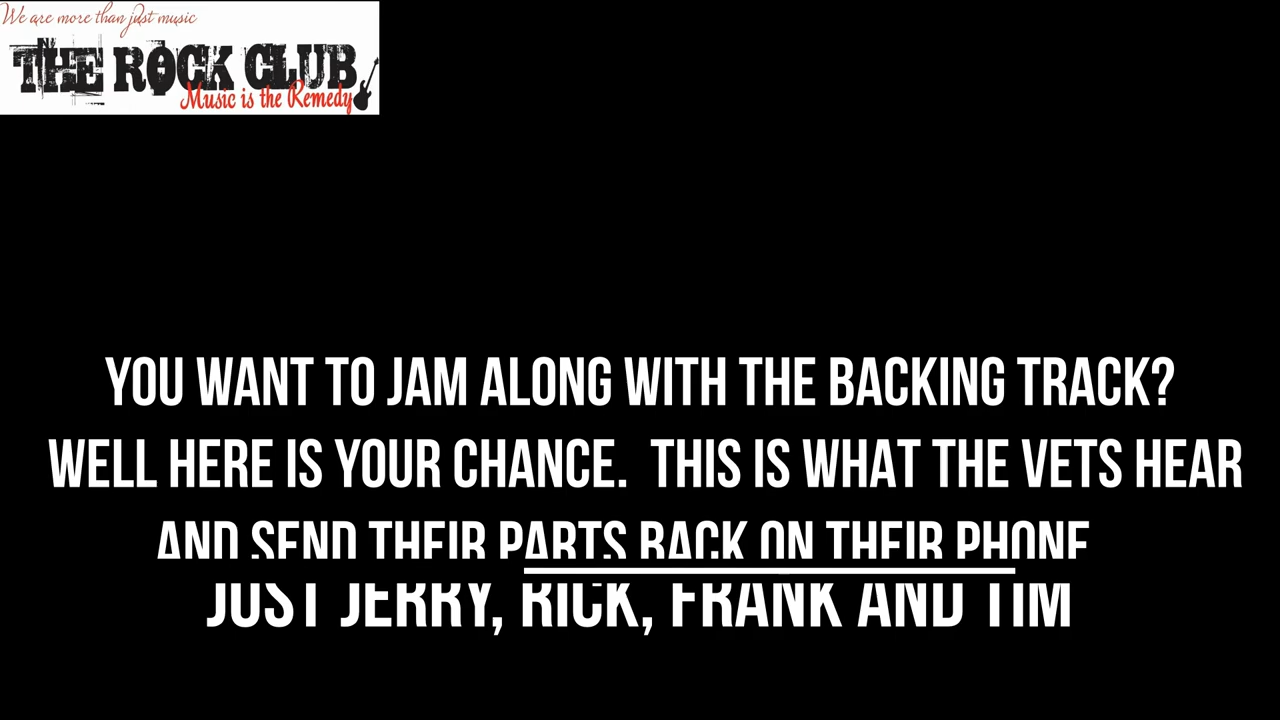 We are more than just music
THE ROCK CLUB
Music is the Remedy
YOU WANT TO JAM ALONG WITH THE BACKING TRACK?
WELL HERE IS YOUR CHANCE.  THIS IS WHAT THE VETS HEAR
AND SEND THEIR PARTS BACK ON THEIR PHONE
JUST JERRY, RICK, FRANK AND TIM